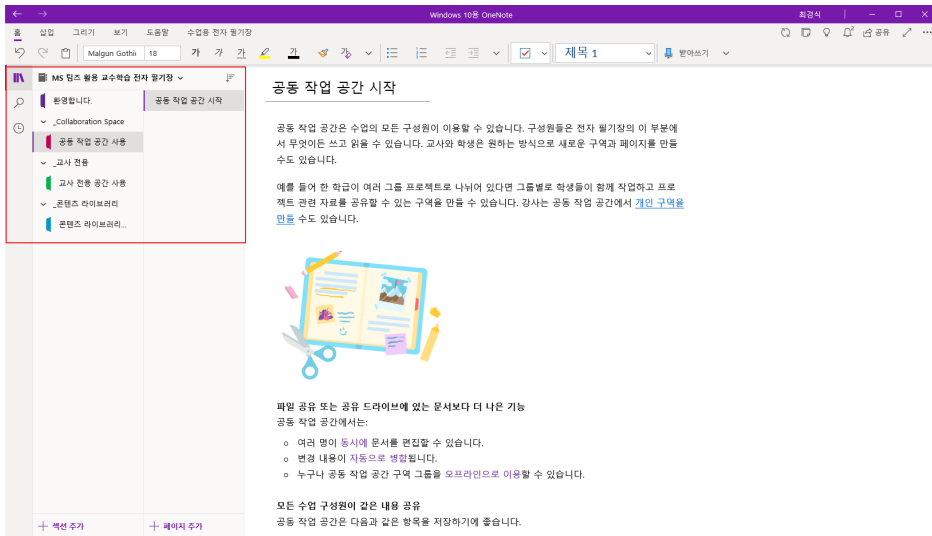 Windows 10용 OneNote
최경식
홈 삽입 그리기 보기 도움말 수업용 전자 필기장
공유
Malgun Gothic 18 가 가 가 가 제목 1 받아쓰기
MS 팀즈 활용 교수학습 전자 필기장
환영합니다.
_Collaboration Space
공동 작업 공간 사용
_교사 전용
교사 전용 공간 사용
_콘텐츠 라이브러리
콘텐츠 라이브러리...
섹션 추가
공동 작업 공간 시작
페이지 추가
공동 작업 공간 시작
공동 작업 공간은 수업의 모든 구성원이 이용할 수 있습니다. 구성원들은 전자 필기장의 이 부분에
서 무엇이든 쓰고 읽을 수 있습니다. 교사와 학생은 원하는 방식으로 새로운 구역과 페이지를 만들
수도 있습니다.
예를 들어 한 학급이 여러 그룹 프로젝트로 나뉘어 있다면 그룹별로 학생들이 함께 작업하고 프로
젝트 관련 자료를 공유할 수 있는 구역을 만들 수 있습니다. 강사는 공동 작업 공간에서 개인 구역을
만들 수도 있습니다.
파일 공유 또는 공유 드라이브에 있는 문서보다 더 나은 기능
공동 작업 공간에서는:
여러 명이 동시에 문서를 편집할 수 있습니다.
변경 내용이 자동으로 병합됩니다.
누구나 공동 작업 공간 구역 그룹을 오프라인으로 이용할 수 있습니다.
모든 수업 구성원이 같은 내용 공유
공동 작업 공간은 다음과 같은 항목을 저장하기에 좋습니다.